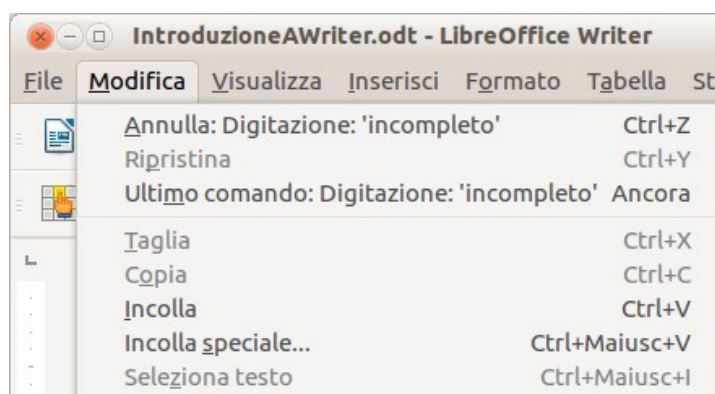 IntroduzioneAWriter.odt - LibreOffice Writer
File Modifica Visualizza Inserisci Formato Tabella St
Annulla: Digitazione: 'incompleto' Ctrl+Z
Ripristina Ctrl+Y
Ultimo comando: Digitazione: 'incompleto' Ancora
Taglia Ctrl+X
Copia Ctrl+C
Incolla Ctrl+V
Incolla speciale... Ctrl+Maiusc+V
Seleziona testo Ctrl+Maiusc+I